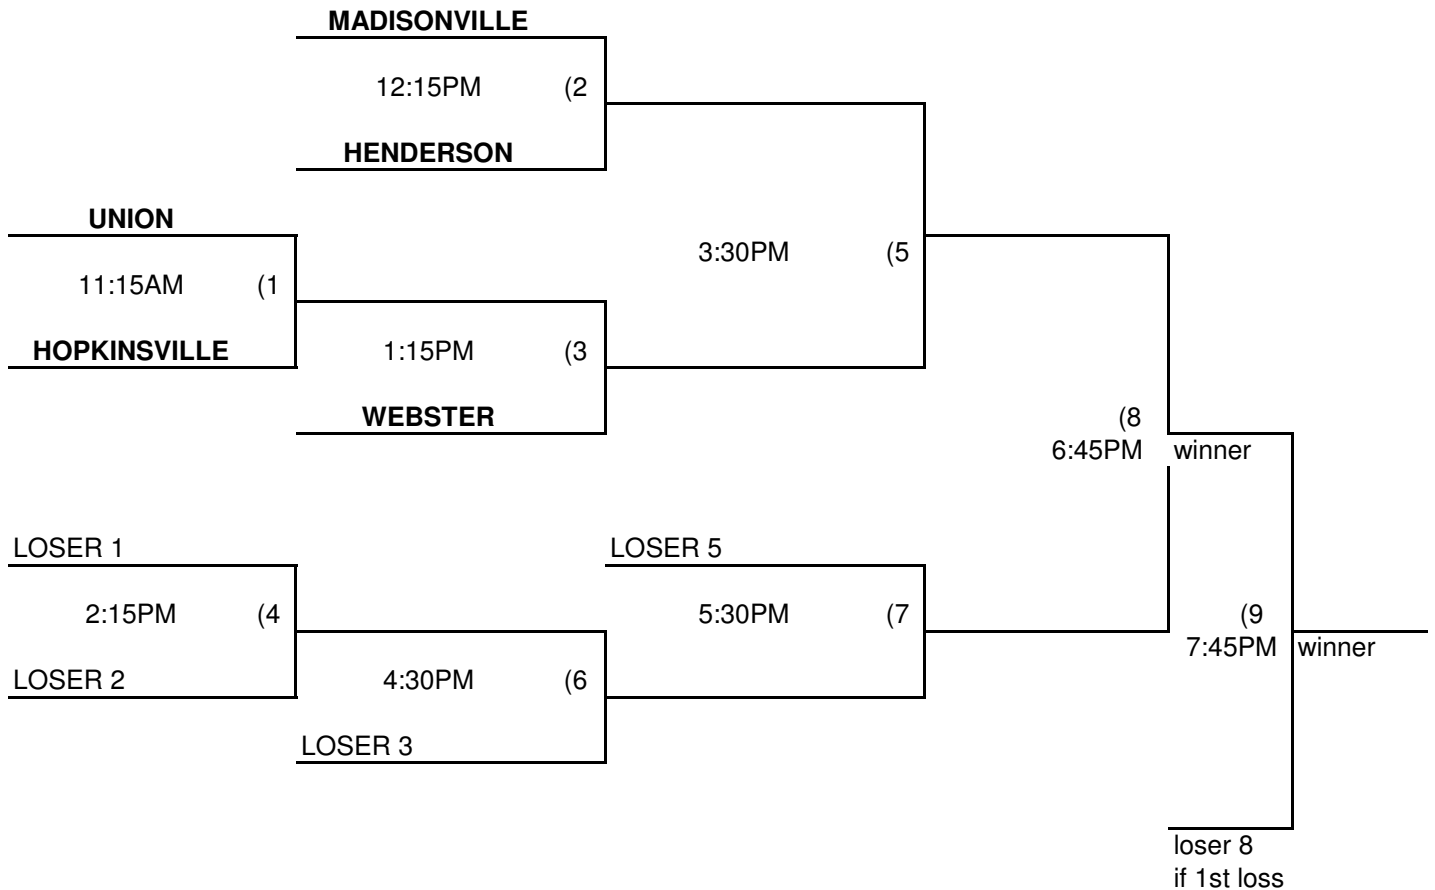 MADISONVILLE
12:15PM (2
HENDERSON
UNION
3:30PM (5
11:15AM (1
HOPKINSVILLE
1:15PM (3
WEBSTER
(8
6:45PM winner
LOSER 1
LOSER 5
2:15PM (4
5:30PM (7
(9
7:45PM winner
LOSER 2
4:30PM (6
LOSER 3
loser 8
if 1st loss